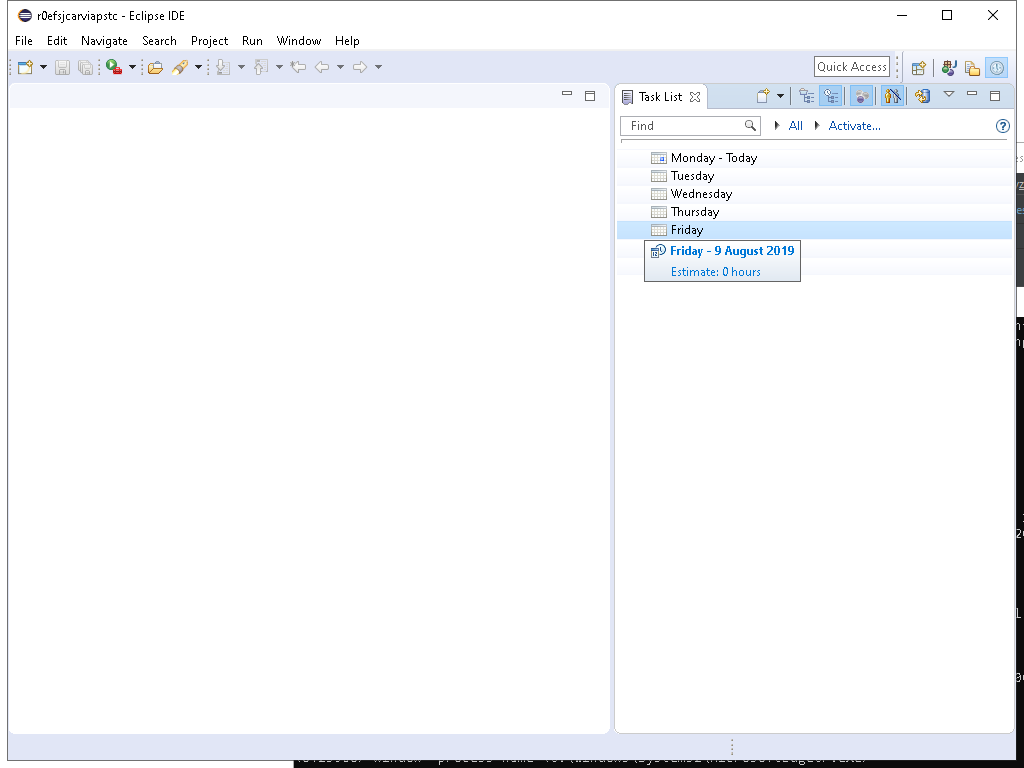 r0efsjcarviapstc - Eclipse IDE
File Edit Navigate Search Project Run Window Help
Quick Access
Task List
Find All Activate...
Monday - Today
Tuesday
Wednesday
Thursday
Friday
Friday - 9 August 2019
Estimate: 0 hours